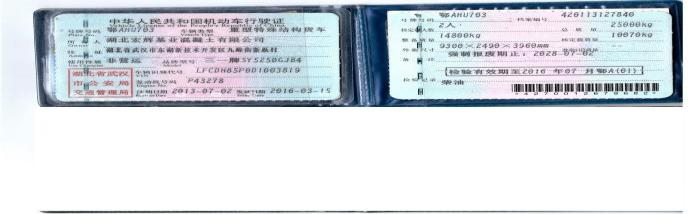 中华人民共和国机动车行驶证
Vehicle License of the People's Republic of China
号牌号码 鄂AHU703 车辆类型 重型特殊结构货车
所有人 湖北宏辉基业混凝土有限公司
住址 湖北省武汉市东湖新技术开发区九峰街新跃村
使用性质 非营运 品牌型号 三一牌SY5250GJB4
湖北省武汉市公安局交通管理局
车辆识别代号 LFCDH85P0D1003819
发动机号码 P43278
注册日期 2013-07-02 发证日期 2016-03-15
号牌号码 鄂AHU703 档案编号 420113127840
核定载人数 2人 总质量 25000kg
整备质量 14800kg 核定载质量 10070kg
外廓尺寸 9300×2490×3960mm
备注 强制报废期止: 2028-07-02
检验有效期至2016年07月鄂A(01)
检验记录
柴油